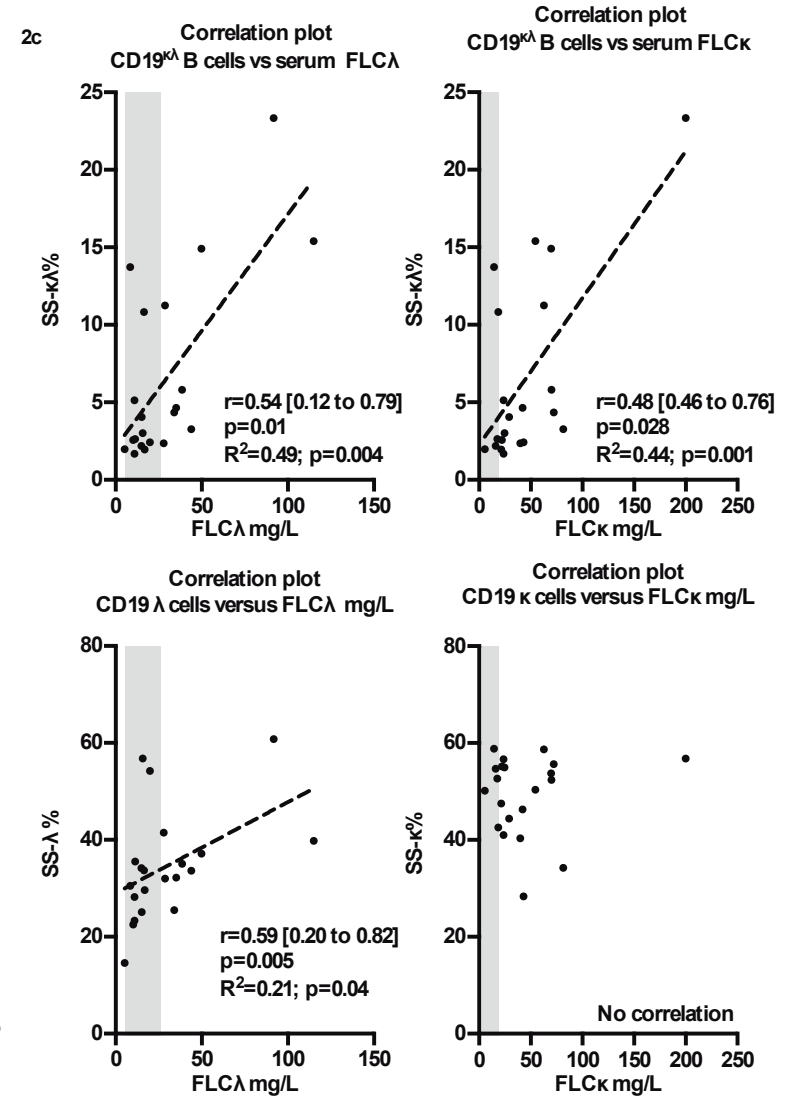 2c
Correlation plot
CD19κλ B cells vs serum FLCλ
25
20
15
10
5
0
SS-κλ%
r=0.54 [0.12 to 0.79]
p=0.01
R2=0.49; p=0.004
0 50 100 150
FLCλ mg/L
Correlation plot
CD19κλ B cells vs serum FLCκ
25
20
15
10
5
0
SS-κλ%
r=0.48 [0.46 to 0.76]
p=0.028
R2=0.44; p=0.001
0 50 100 150 200 250
FLCκ mg/L
Correlation plot
CD19 λ cells versus FLCλ mg/L
80
60
40
20
0
SS-λ %
r=0.59 [0.20 to 0.82]
p=0.005
R2=0.21; p=0.04
0 50 100 150
FLCλ mg/L
Correlation plot
CD19 κ cells versus FLCκ mg/L
80
60
40
20
0
SS-κ%
No correlation
0 50 100 150 200 250
FLCκ mg/L